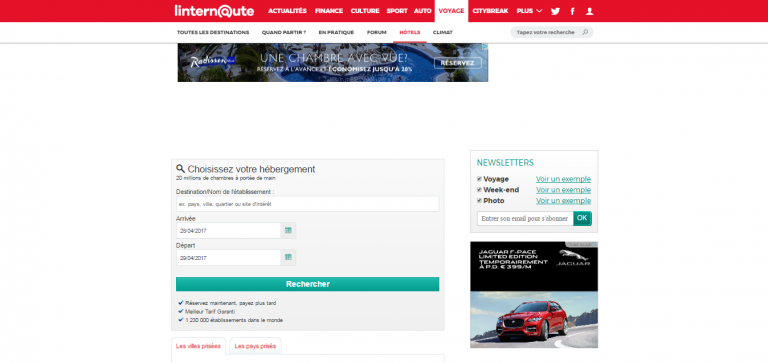 lintern@ute ACTUALITÉS FINANCE CULTURE SPORT AUTO VOYAGE CITYBREAK PLUS
TOUTES LES DESTINATIONS QUAND PARTIR ? EN PRATIQUE FORUM HÔTELS CLIMAT Tapez votre recherche
Radisson UNE CHAMBRE AVEC VUE?
RÉSERVEZ À L'AVANCE ET ÉCONOMISEZ JUSQU'À 30% RÉSERVEZ
Choisissez votre hébergement
20 millions de chambres à portée de main
Destination/Nom de l'établissement :
ex. pays, ville, quartier ou site d'intérêt
Arrivée
28/04/2017
Départ
29/04/2017
Rechercher
Réservez maintenant, payez plus tard
Meilleur Tarif Garanti
1 230 000 établissements dans le monde
Les villes prisées Les pays prisés
NEWSLETTERS
Voyage Voir un exemple
Week-end Voir un exemple
Photo Voir un exemple
Entrer son email pour s'abonner OK
JAGUAR F-PACE
LIMITED EDITION
TEMPORAIREMENT
À P.D. € 399/M
JAGUAR